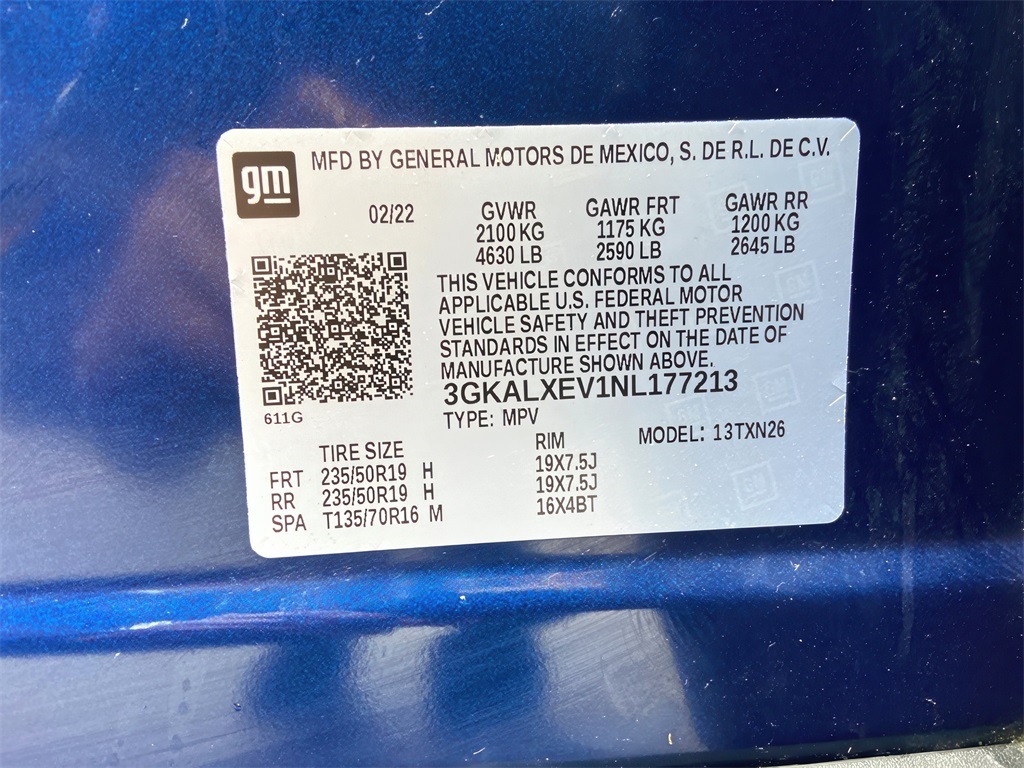 gm
MFD BY GENERAL MOTORS DE MEXICO, S. DE R.L. DE C.V.
02/22 GVWR GAWR FRT GAWR RR
2100 KG 1175 KG 1200 KG
4630 LB 2590 LB 2645 LB
THIS VEHICLE CONFORMS TO ALL
APPLICABLE U.S. FEDERAL MOTOR
VEHICLE SAFETY AND THEFT PREVENTION
STANDARDS IN EFFECT ON THE DATE OF
MANUFACTURE SHOWN ABOVE.
3GKALXEV1NL177213
611G
TYPE: MPV MODEL: 13TXN26
TIRE SIZE RIM
FRT 235/50R19 H 19X7.5J
RR 235/50R19 H 19X7.5J
SPA T135/70R16 M 16X4BT